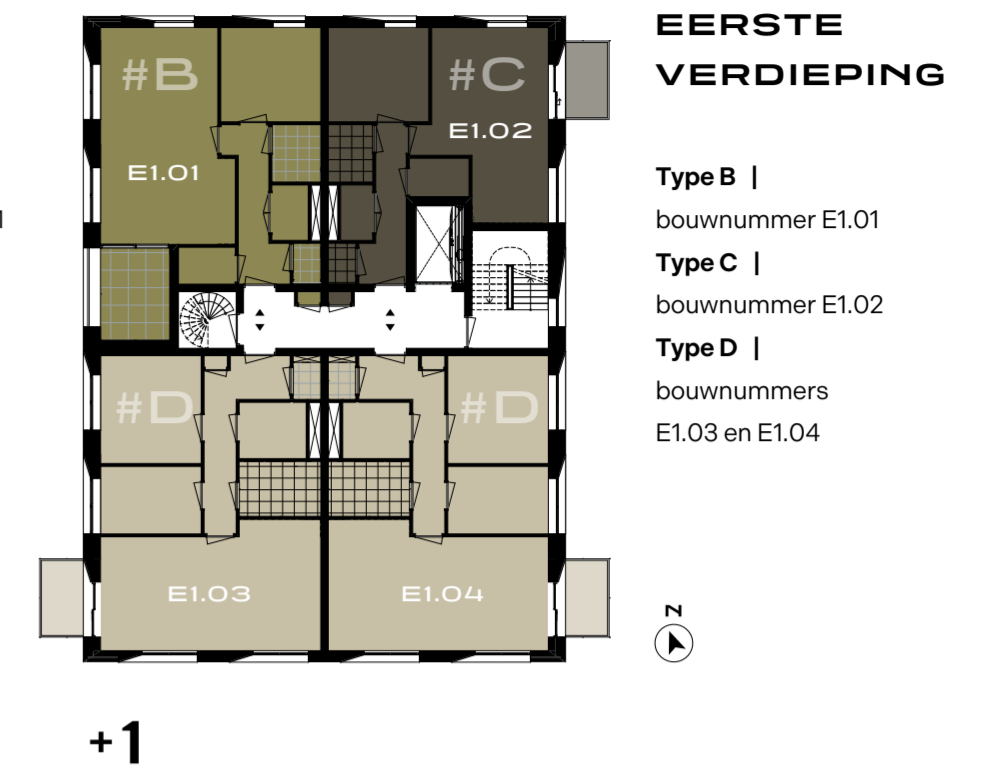 EERSTE
VERDIEPING
Type B |
bouwnummer E1.01
Type C |
bouwnummer E1.02
Type D |
bouwnummers
E1.03 en E1.04
#B
#C
E1.02
E1.01
#D
#D
E1.03
E1.04
N
+1